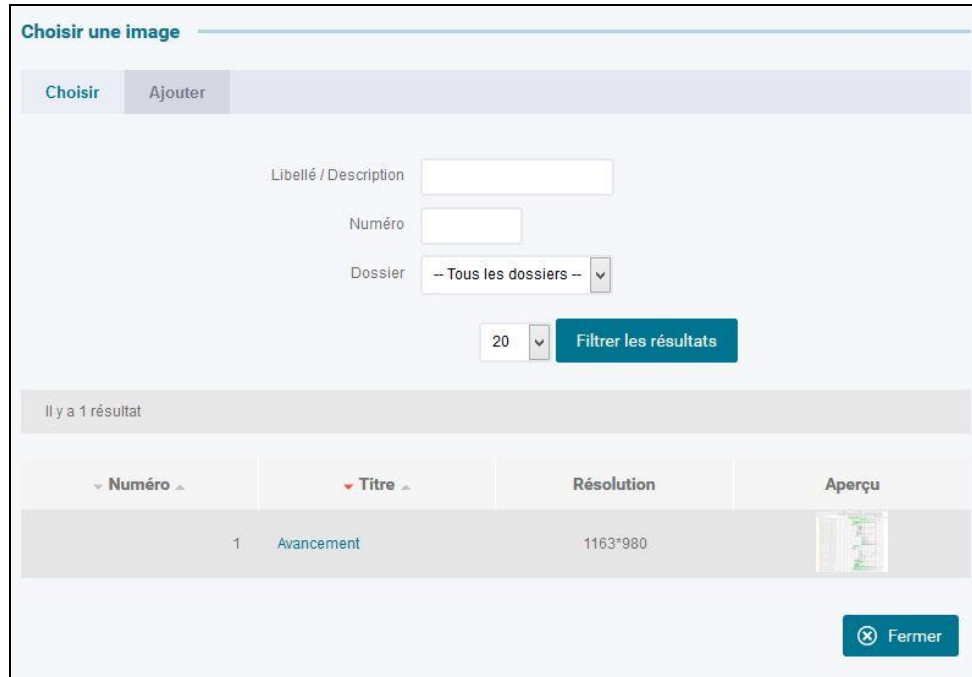 Choisir une image
Choisir Ajouter
Libellé / Description
Numéro
Dossier -- Tous les dossiers --
20 Filtrer les résultats
Il y a 1 résultat
Numéro Titre Résolution Aperçu
1 Avancement 1163*980
Fermer